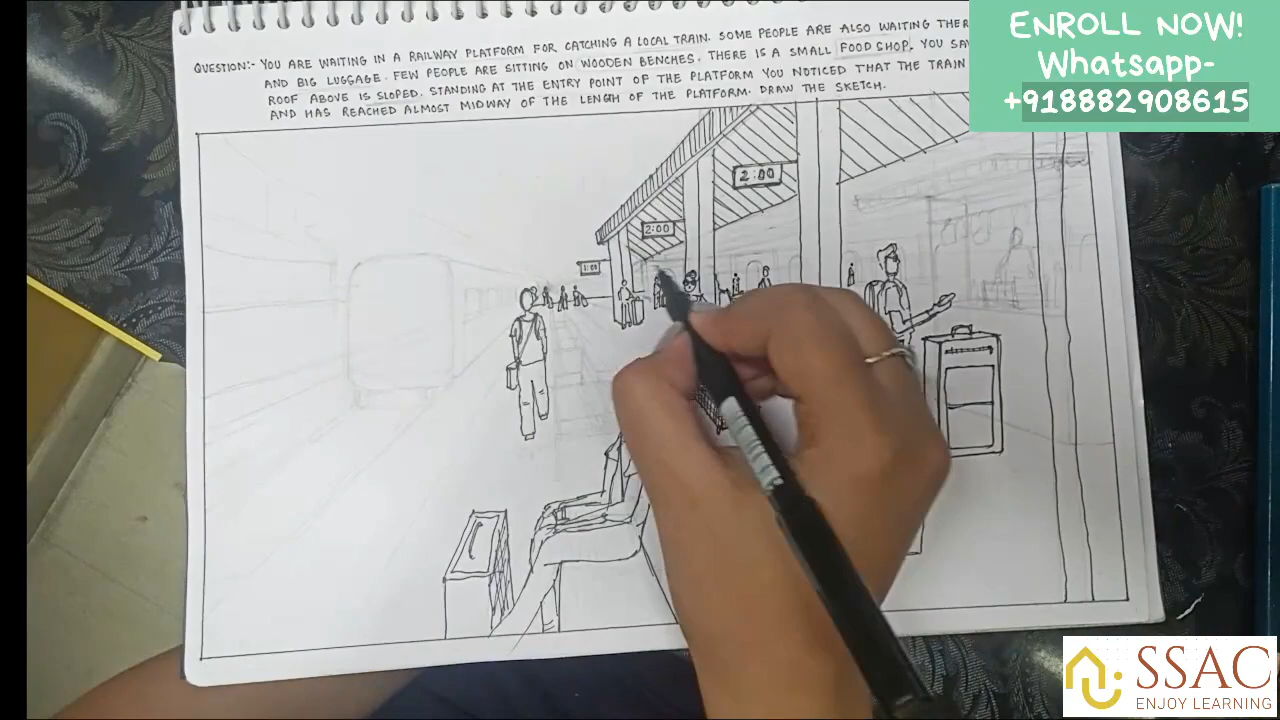 QUESTION:- YOU ARE WAITING IN A RAILWAY PLATFORM FOR CATCHING A LOCAL TRAIN. SOME PEOPLE ARE ALSO WAITING
AND BIG LUGGAGE. FEW PEOPLE ARE SITTING ON WOODEN BENCHES. THERE IS A SMALL FOOD SHOP. YOU
ROOF ABOVE IS SLOPED. STANDING AT THE ENTRY POINT OF THE PLATFORM YOU NOTICED THAT THE TRAIN
AND HAS REACHED ALMOST MIDWAY OF THE LENGTH OF THE PLATFORM. DRAW THE SKETCH.
ENROLL NOW!
Whatsapp-
+918882908615
2:00
2:00
SSAC
ENJOY LEARNING